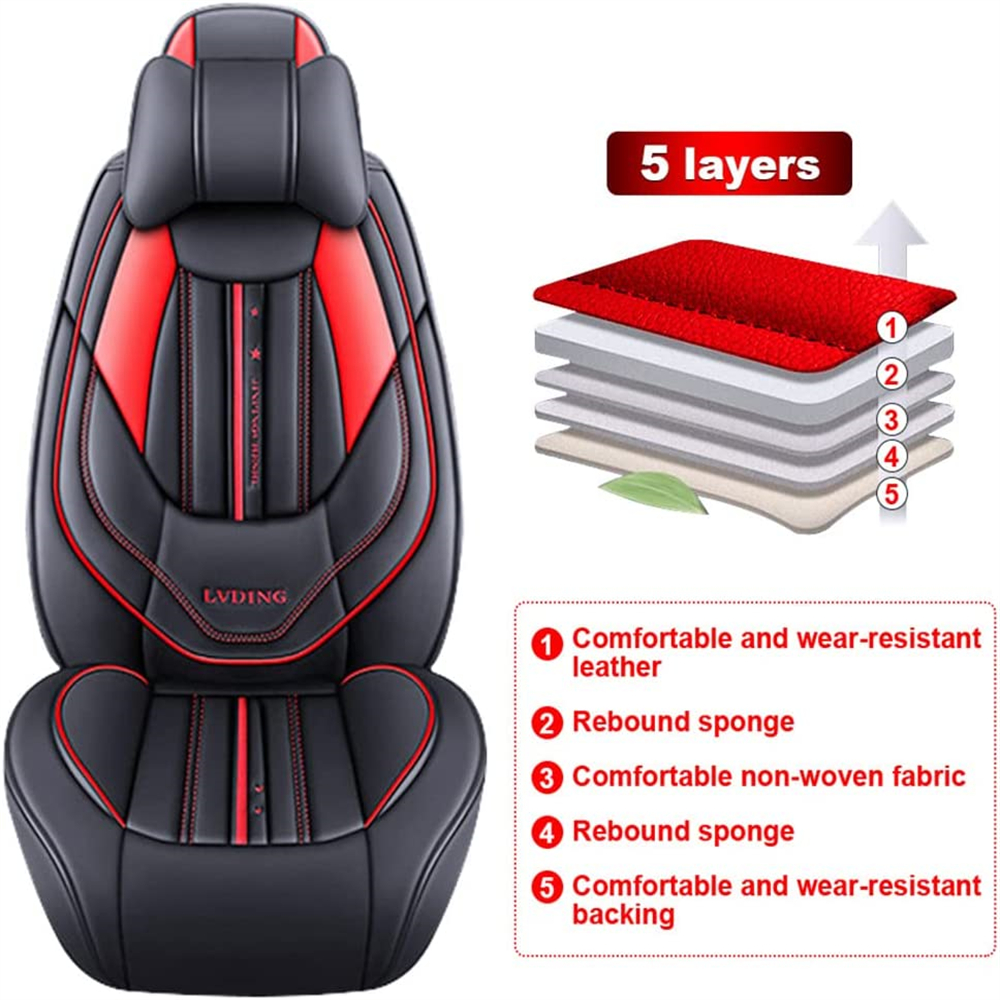 5 layers
1
2
3
4
5
LVDING
1 Comfortable and wear-resistant
leather
2 Rebound sponge
3 Comfortable non-woven fabric
4 Rebound sponge
5 Comfortable and wear-resistant
backing